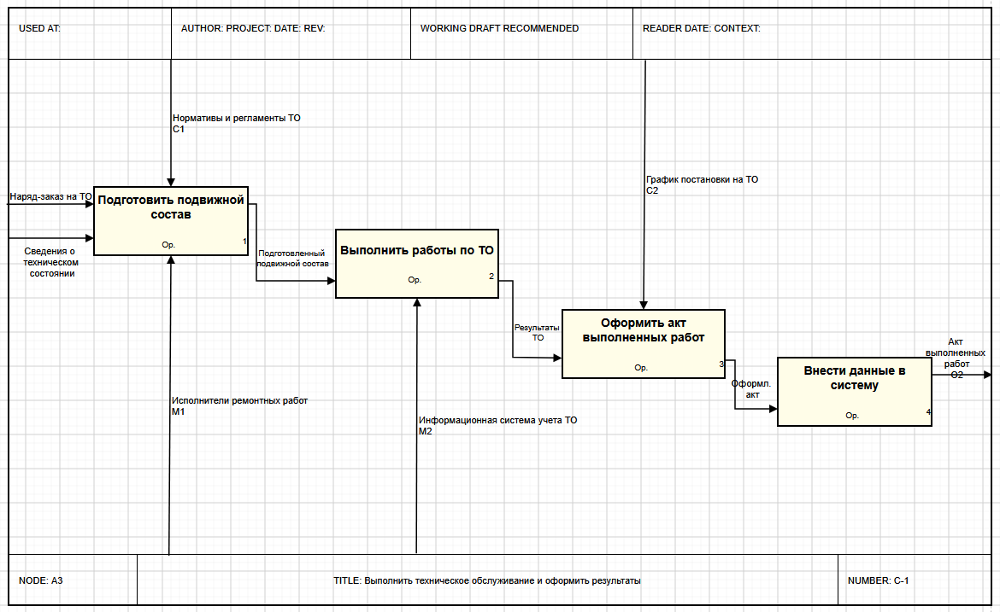 USED AT:
AUTHOR: PROJECT: DATE: REV:
WORKING DRAFT RECOMMENDED
READER DATE: CONTEXT:
Нормативы и регламенты ТО
C1
График постановки на ТО
C2
Наряд-заказ на ТО
Сведения о
техническом
состоянии
Подготовить подвижной
состав
Ор.
1
Подготовленный
подвижной состав
Выполнить работы по ТО
Ор.
2
Результаты
ТО
Оформить акт
выполненных работ
Ор.
3
Оформл.
акт
Внести данные в
систему
Ор.
4
Акт
выполненных
работ
O2
Исполнители ремонтных работ
M1
Информационная система учета ТО
M2
NODE: A3
TITLE: Выполнить техническое обслуживание и оформить результаты
NUMBER: C-1